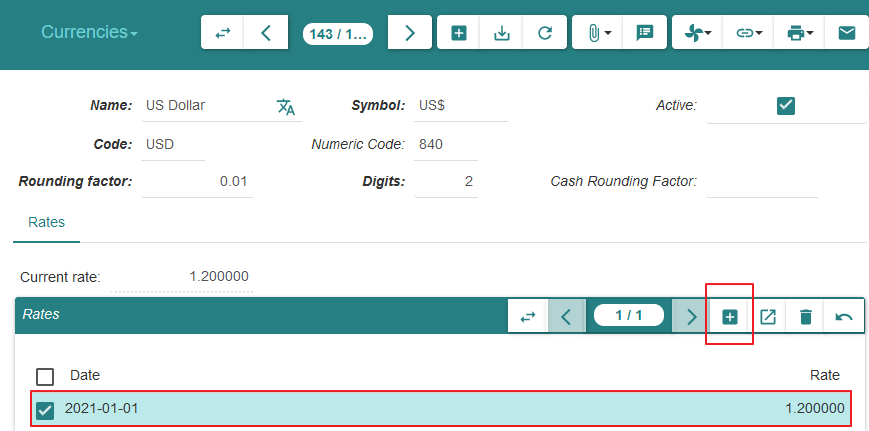 Currencies
143 / 1...
Name: US Dollar Symbol: US$ Active:
Code: USD Numeric Code: 840
Rounding factor: 0.01 Digits: 2 Cash Rounding Factor:
Rates
Current rate: 1.200000
Rates 1 / 1
Date Rate
2021-01-01 1.200000